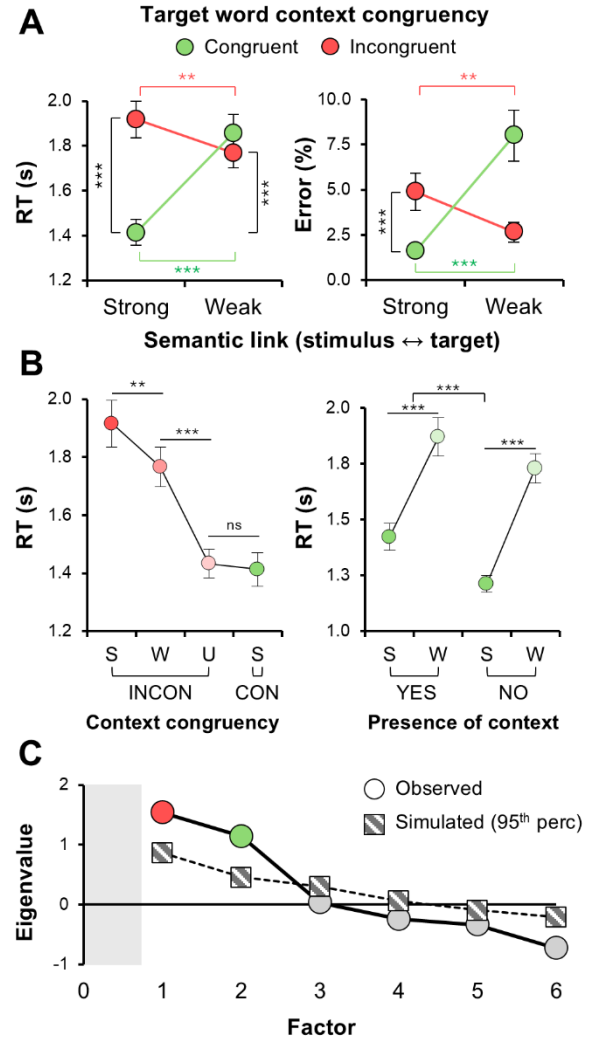 A
Target word context congruency
Congruent Incongruent
** **
2.0 10.0
1.8 7.5
1.6 5.0
1.4 2.5
1.2 0.0
RT (s) Error (%)
*** *** ***
*** ***
Strong Weak Strong Weak
Semantic link (stimulus ↔ target)
B
** *** ns
2.0
1.8
1.6
1.4
1.2
RT (s)
S W U S
INCON CON
Context congruency
***
*** ***
2.0
1.8
1.5
1.3
1.0
RT (s)
S W S W
YES NO
Presence of context
C
Observed
Simulated (95th perc)
2
1
0
-1
Eigenvalue
0 1 2 3 4 5 6
Factor